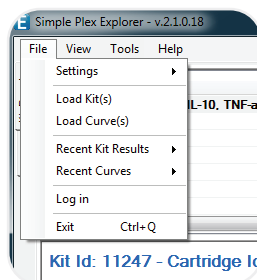 E Simple Plex Explorer - v.2.1.0.18
File View Tools Help
Settings
Load Kit(s)
IL-10, TNF-a
Load Curve(s)
Recent Kit Results
Recent Curves
Log in
Exit Ctrl+Q
Kit Id: 11247 - Cartridge Id